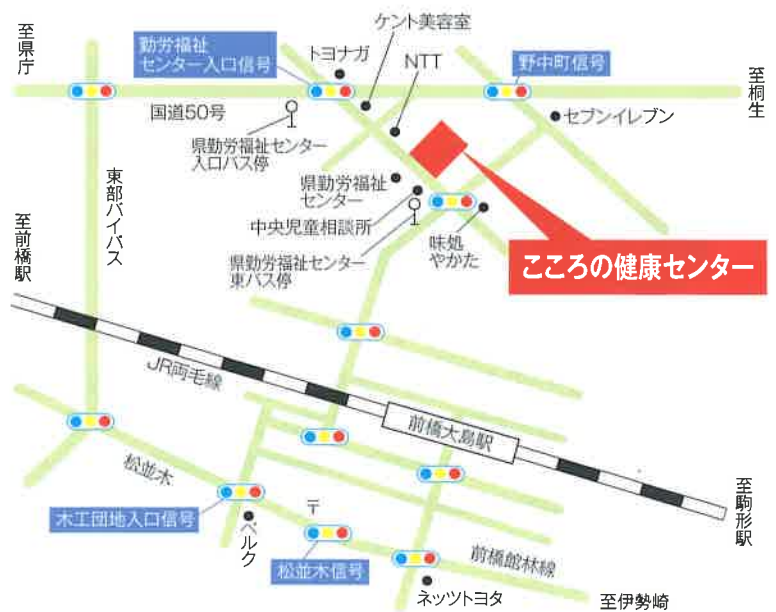 至県庁
勤労福祉
センター入口信号
トヨナガ
ケント美容室
NTT
野中町信号
至桐生
国道50号
セブンイレブン
県勤労福祉センター
入口バス停
東部バイパス
県勤労福祉
センター
中央児童相談所
至前橋駅
味処
やかた
県勤労福祉センター
東バス停
こころの健康センター
JR両毛線
前橋大島駅
松並木
木工団地入口信号
ベルク
〒
松並木信号
前橋館林線
至駒形駅
ネッツトヨタ
至伊勢崎